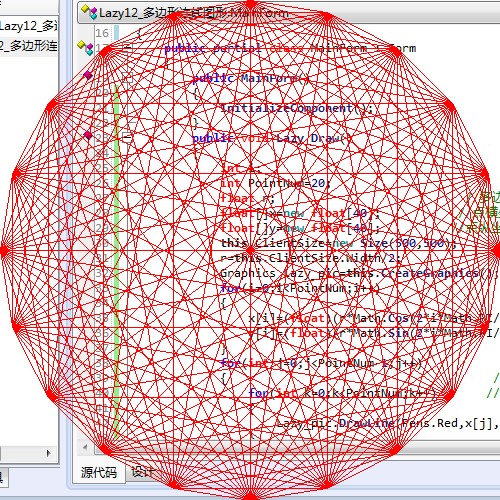 Lazy12_多边形连线图形.MainForm
Lazy12_多边
2_多边形连
16
public partial class MainForm : Form
public MainForm()
{
InitializeComponent();
}
public void Lazy_Draw()
{
int i;
int PointNum=20;
//多边
float r;
//点横
float[]x=new float[40];
float[]y=new float[40];
this.ClientSize=new Size(500,500);
r=this.ClientSize.Width/2;
Graphics Lazy_pic=this.CreateGraphics();
for(i=0;i<PointNum;i++)
{
x[i]=(float)(r*Math.Cos(2*i*Math.PI/
y[i]=(float)(r*Math.Sin(2*i*Math.PI/
}
for(int j=0;j<PointNum-1;j++)
{
//
for(int k=0;k<PointNum;k++)
//
Lazy_pic.DrawLine(Pens.Red,x[j],
源代码 设计